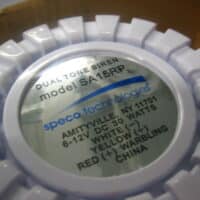 DUAL TONE SIREN
model SA15RP
speco technologies
AMITYVILLE, NY 11701
6-12V DC-30 WATTS
WHITE (-)
YELLOW (+)
RED (+) WARBLING
CHINA